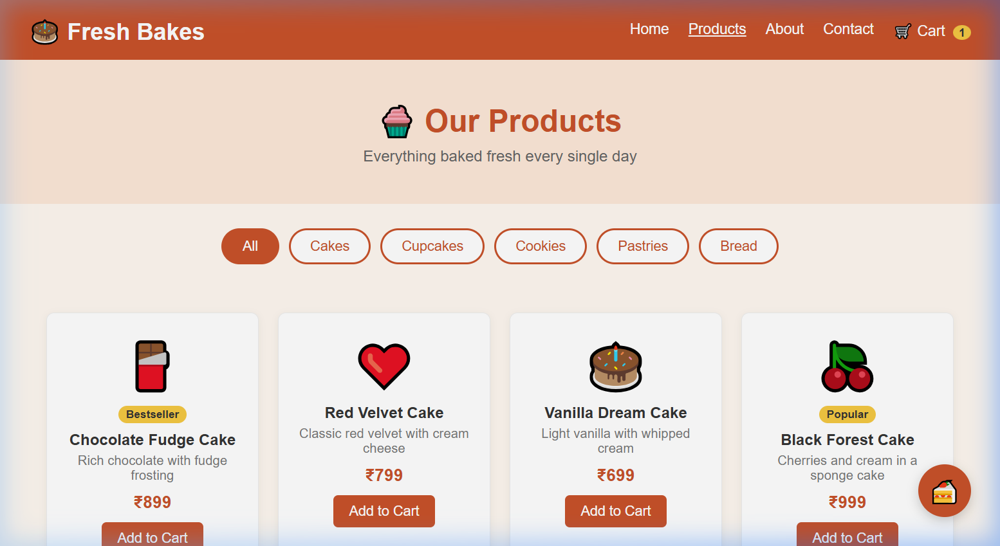 Fresh Bakes
Home Products About Contact Cart 1
Our Products
Everything baked fresh every single day
All Cakes Cupcakes Cookies Pastries Bread
Bestseller
Chocolate Fudge Cake
Rich chocolate with fudge
frosting
₹899
Add to Cart
Red Velvet Cake
Classic red velvet with cream
cheese
₹799
Add to Cart
Vanilla Dream Cake
Light vanilla with whipped
cream
₹699
Add to Cart
Popular
Black Forest Cake
Cherries and cream in a
sponge cake
₹999
Add to Cart